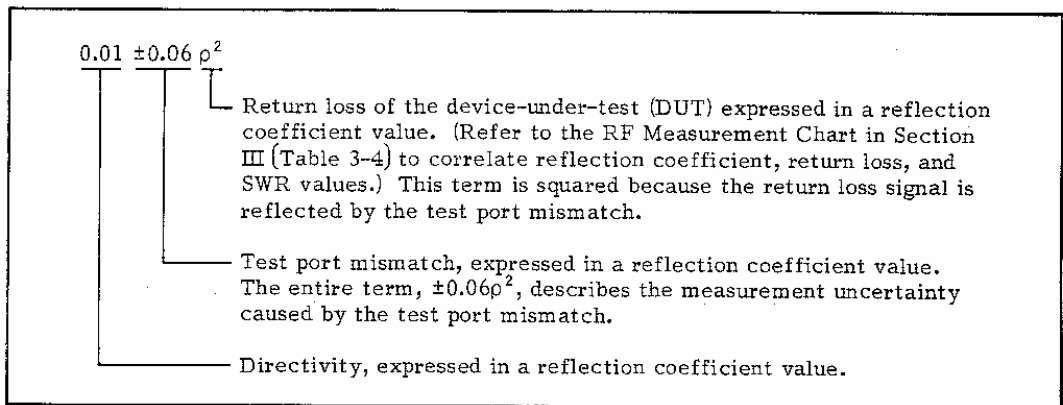 0.01 ±0.06 ρ²
Return loss of the device-under-test (DUT) expressed in a reflection
coefficient value. (Refer to the RF Measurement Chart in Section
III (Table 3-4) to correlate reflection coefficient, return loss, and
SWR values.) This term is squared because the return loss signal is
reflected by the test port mismatch.
Test port mismatch, expressed in a reflection coefficient value.
The entire term, ±0.06ρ², describes the measurement uncertainty
caused by the test port mismatch.
Directivity, expressed in a reflection coefficient value.